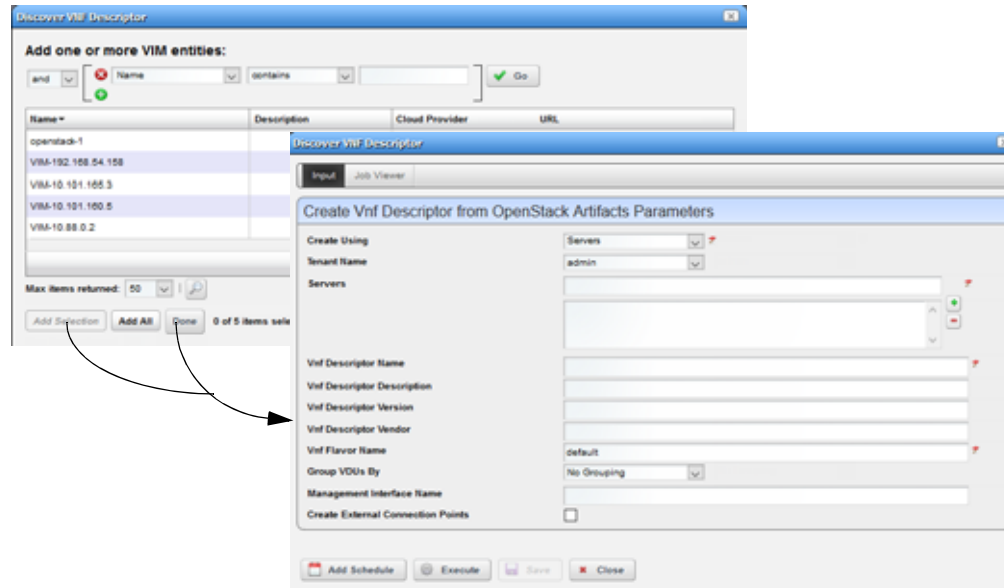 Discover VNF Descriptor
Add one or more VIM entities:
and Name contains Go
Name Description Cloud Provider URL
openstack-1
VIM-192.168.54.158
VIM-10.101.165.3
VIM-10.101.160.5
VIM-10.88.0.2
Max items returned: 50
Add Selection Add All Done 0 of 5 items sele
Discover VNF Descriptor
Input Job Viewer
Create Vnf Descriptor from OpenStack Artifacts Parameters
Create Using Servers
Tenant Name admin
Servers
Vnf Descriptor Name
Vnf Descriptor Description
Vnf Descriptor Version
Vnf Descriptor Vendor
Vnf Flavor Name default
Group VDUs By No Grouping
Management Interface Name
Create External Connection Points
Add Schedule Execute Save Close